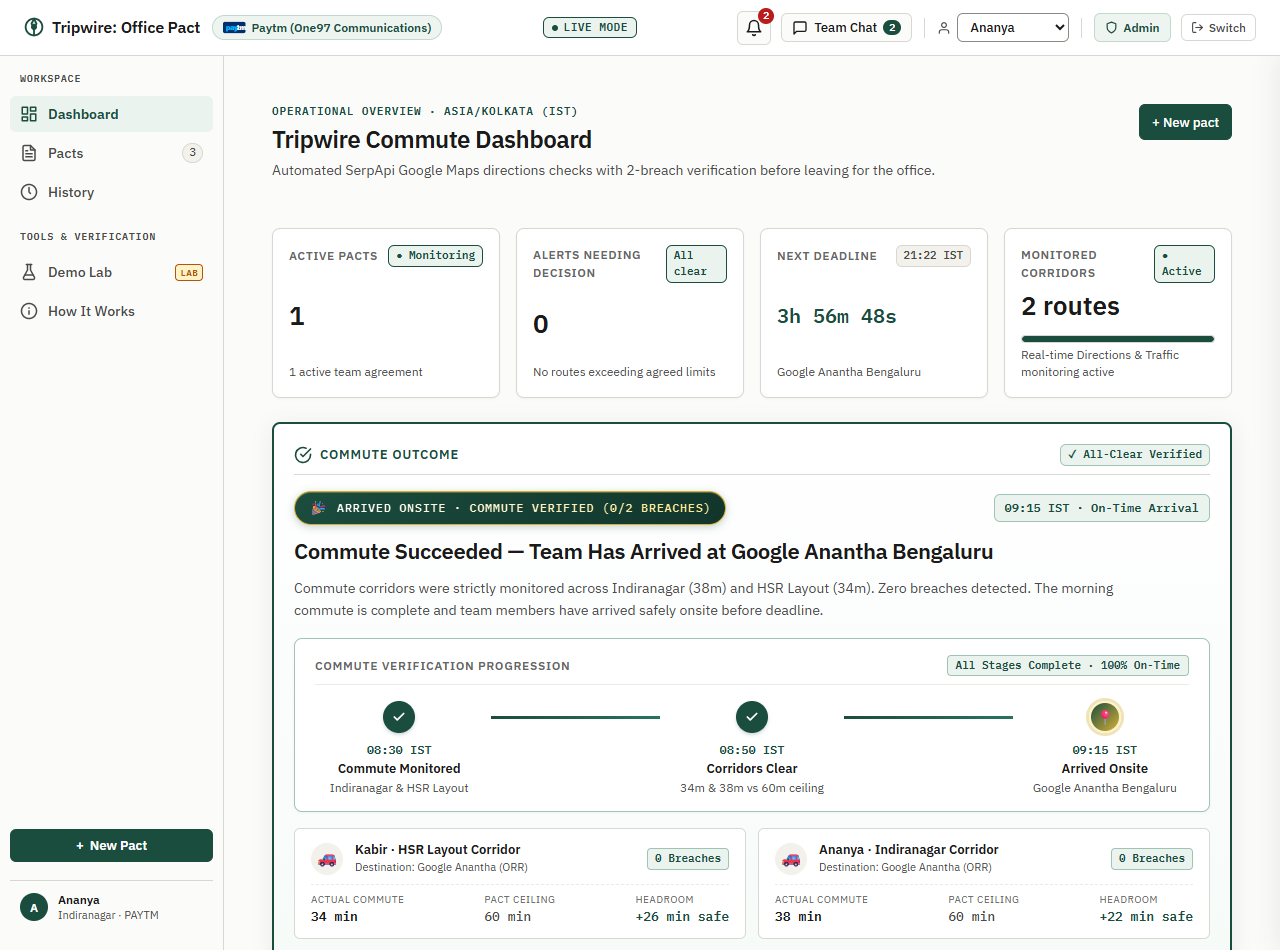 Tripwire: Office Pact
paytm
Paytm (One97 Communications)
• LIVE MODE
2
Team Chat 2
Ananya
Admin
Switch
WORKSPACE
Dashboard
Pacts 3
History
TOOLS & VERIFICATION
Demo Lab LAB
How It Works
+ New Pact
A
Ananya
Indiranagar · PAYTM
OPERATIONAL OVERVIEW · ASIA/KOLKATA (IST)
Tripwire Commute Dashboard
Automated SerpApi Google Maps directions checks with 2-breach verification before leaving for the office.
+ New pact
ACTIVE PACTS
• Monitoring
1
1 active team agreement
ALERTS NEEDING
DECISION
All
clear
0
No routes exceeding agreed limits
NEXT DEADLINE
21:22 IST
3h 56m 48s
Google Anantha Bengaluru
MONITORED
CORRIDORS
•
Active
2 routes
Real-time Directions & Traffic
monitoring active
COMMUTE OUTCOME
✓ All-Clear Verified
ARRIVED ONSITE · COMMUTE VERIFIED (0/2 BREACHES)
09:15 IST · On-Time Arrival
Commute Succeeded — Team Has Arrived at Google Anantha Bengaluru
Commute corridors were strictly monitored across Indiranagar (38m) and HSR Layout (34m). Zero breaches detected. The morning
commute is complete and team members have arrived safely onsite before deadline.
COMMUTE VERIFICATION PROGRESSION
All Stages Complete · 100% On-Time
08:30 IST
Commute Monitored
Indiranagar & HSR Layout
08:50 IST
Corridors Clear
34m & 38m vs 60m ceiling
09:15 IST
Arrived Onsite
Google Anantha Bengaluru
Kabir · HSR Layout Corridor
Destination: Google Anantha (ORR)
0 Breaches
ACTUAL COMMUTE
34 min
PACT CEILING
60 min
HEADROOM
+26 min safe
Ananya · Indiranagar Corridor
Destination: Google Anantha (ORR)
0 Breaches
ACTUAL COMMUTE
38 min
PACT CEILING
60 min
HEADROOM
+22 min safe